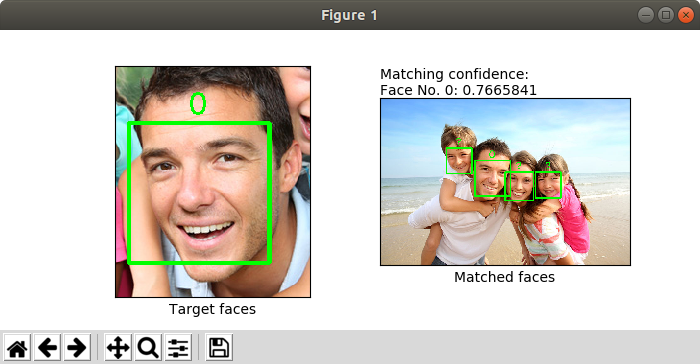 Figure 1
0
Target faces
Matching confidence:
Face No. 0: 0.7665841
Matched faces